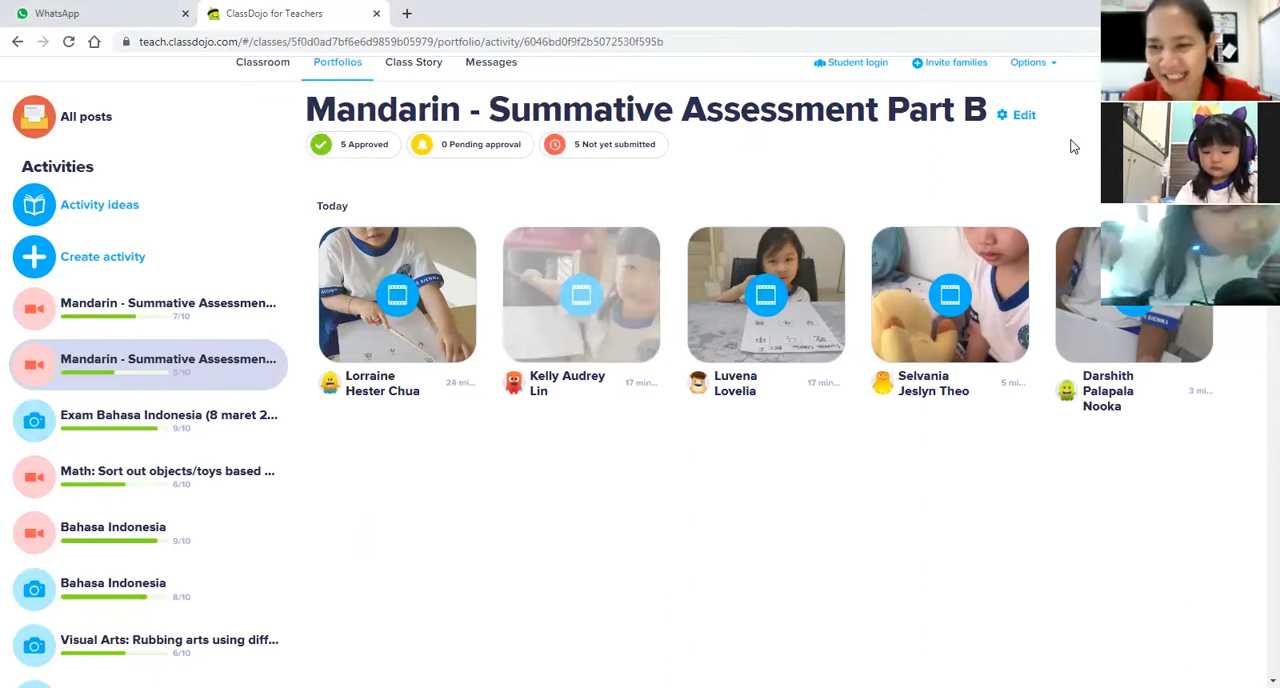 WhatsApp
ClassDojo for Teachers
teach.classdojo.com/#/classes/5f0d0ad7bf6e6d9859b05979/portfolio/activity/6046bd0f9f2b5072530f595b
Classroom Portfolios Class Story Messages Student login Invite families Options
All posts
Activities
Activity ideas
Create activity
Mandarin - Summative Assessmen...
7/10
Mandarin - Summative Assessmen...
5/10
Exam Bahasa Indonesia (8 maret 2...
9/10
Math: Sort out objects/toys based ...
6/10
Bahasa Indonesia
9/10
Bahasa Indonesia
8/10
Visual Arts: Rubbing arts using diff...
6/10
Mandarin - Summative Assessment Part B Edit
5 Approved 0 Pending approval 5 Not yet submitted
Today
Lorraine
Hester Chua
24 mi...
Kelly Audrey
Lin
17 min...
Luvena
Lovelia
17 min...
Selvania
Jeslyn Theo
5 mi...
Darshith
Palapala
Nooka
3 mi...